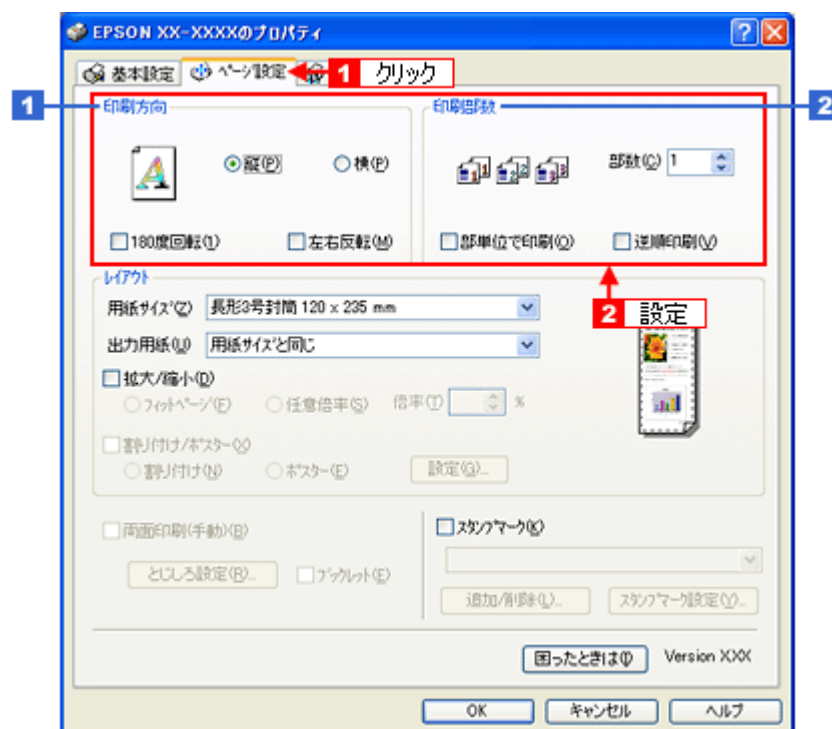 EPSON XX-XXXXのプロパティ
基本設定 ページ設定 1 クリック
1 印刷方向 印刷部数 2
縦(P) 横(P) 部数(C) 1
180度回転(1) 左右反転(M) 部単位で印刷(O) 逆順印刷(V)
2 設定
レイアウト
用紙サイズ(Z) 長形3号封筒 120 x 235 mm
出力用紙(U) 用紙サイズと同じ
拡大/縮小(D)
フィットページ(F) 任意倍率(S) 倍率(T) %
割り付け/ポスター(X)
割り付け(N) ポスター(E) 設定(G)...
両面印刷(手動)(B) スタンプマーク(K)
とじしろ設定(R)... ブックレット(E)
追加/削除(L)... スタンプマーク設定(Y)...
困ったときは(I) Version XXX
OK キャンセル ヘルプ